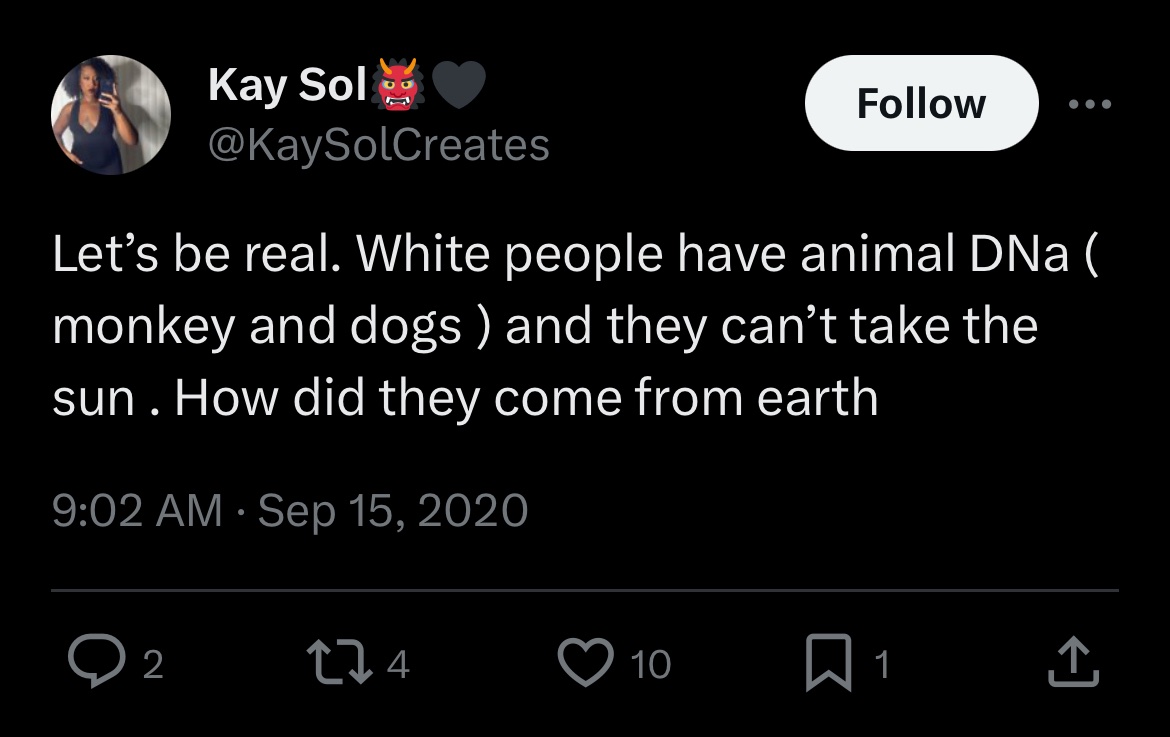 Kay Sol👹🖤
@KaySolCreates
Follow
Let’s be real. White people have animal DNa (
monkey and dogs ) and they can’t take the
sun . How did they come from earth
9:02 AM · Sep 15, 2020
2 4 10 1